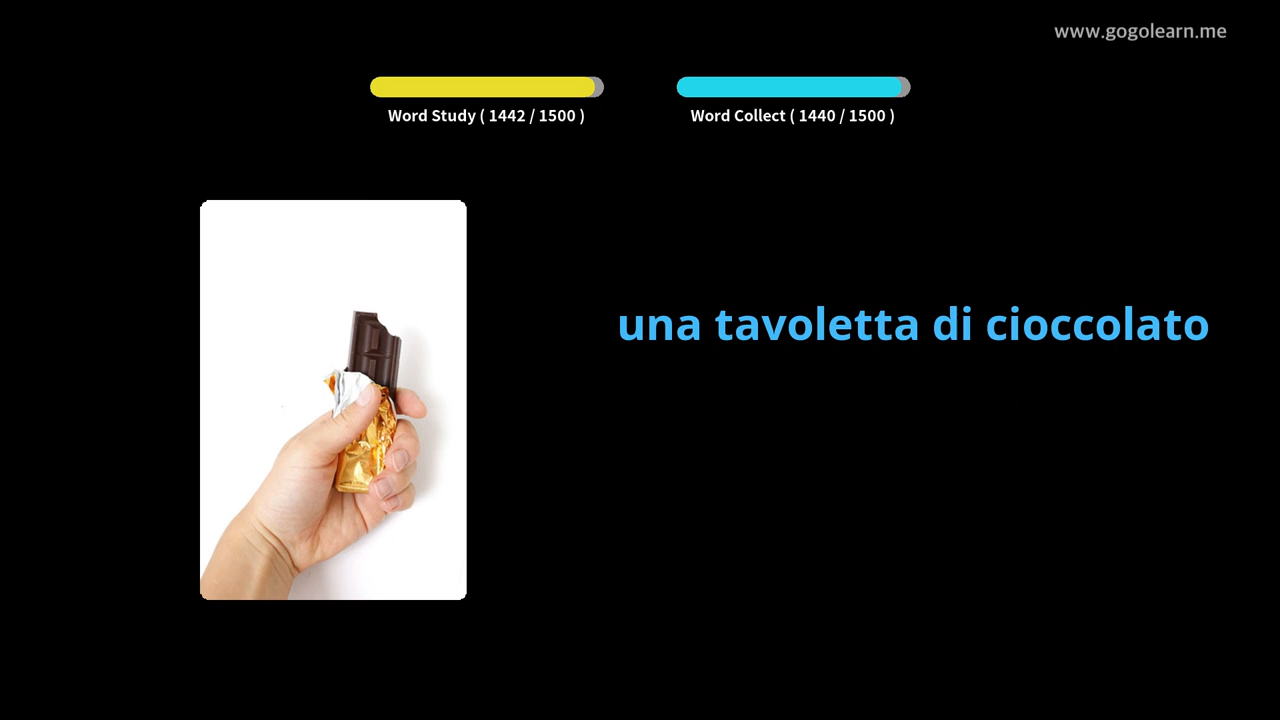 www.gogolearn.me
Word Study ( 1442 / 1500 )
Word Collect ( 1440 / 1500 )
una tavoletta di cioccolato